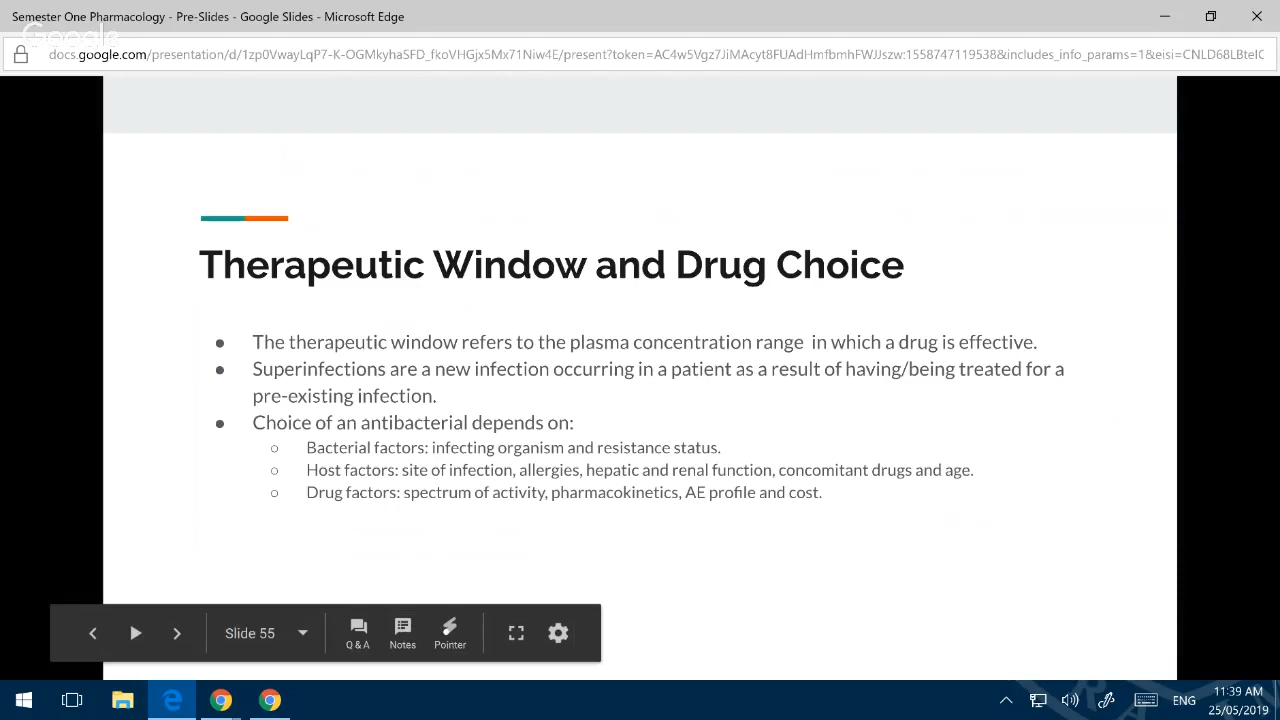 Semester One Pharmacology - Pre-Slides - Google Slides - Microsoft Edge
Google
docs.google.com/presentation/d/1zp0VwayLqP7-K-OGMkyhaSFD_fkoVHGjx5Mx71Niw4E/present?token=AC4w5Vgz7JiMAcyt8FUAdHmfbmhFWJJszw:1558747119538&includes_info_params=1&eisi=CNLD68LBteIC
Therapeutic Window and Drug Choice
● The therapeutic window refers to the plasma concentration range in which a drug is effective.
● Superinfections are a new infection occurring in a patient as a result of having/being treated for a
pre-existing infection.
● Choice of an antibacterial depends on:
○ Bacterial factors: infecting organism and resistance status.
○ Host factors: site of infection, allergies, hepatic and renal function, concomitant drugs and age.
○ Drug factors: spectrum of activity, pharmacokinetics, AE profile and cost.
Slide 55
Q & A Notes Pointer
ENG
11:39 AM
25/05/2019